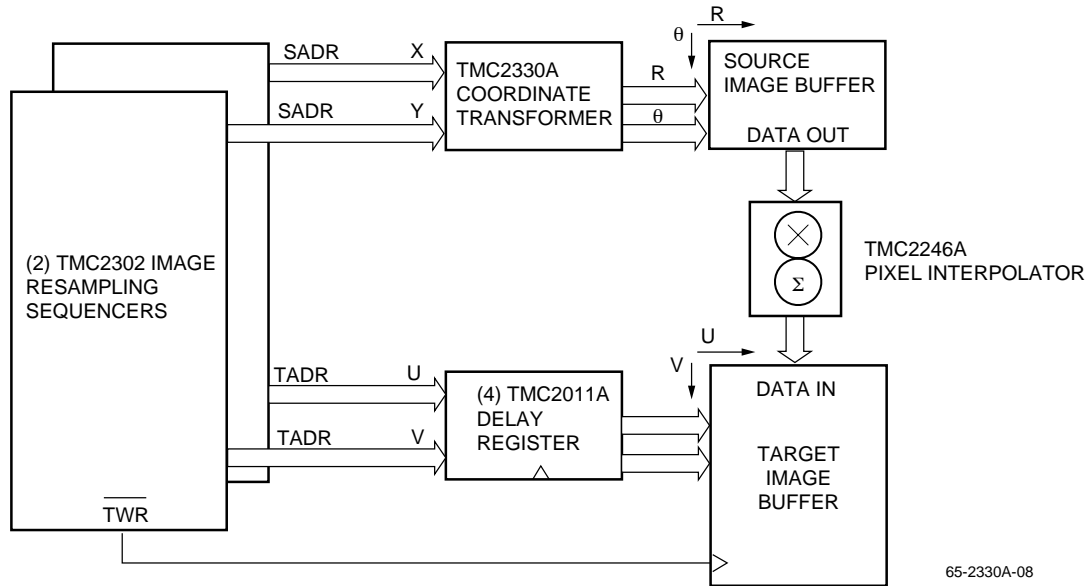 R
θ
SADR X
TMC2330A
COORDINATE
TRANSFORMER
R
θ
SOURCE
IMAGE BUFFER
DATA OUT
SADR Y
(2) TMC2302 IMAGE
RESAMPLING
SEQUENCERS
Σ
TMC2246A
PIXEL INTERPOLATOR
U
V
TADR U
(4) TMC2011A
DELAY
REGISTER
DATA IN
TADR V
TARGET
IMAGE
BUFFER
TWR
65-2330A-08